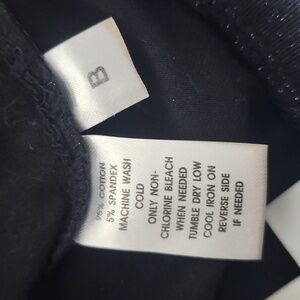 B
95% COTTON
5% SPANDEX
MACHINE WASH
COLD
ONLY NON-
CHLORINE BLEACH
WHEN NEEDED
TUMBLE DRY LOW
COOL IRON ON
REVERSE SIDE
IF NEEDED